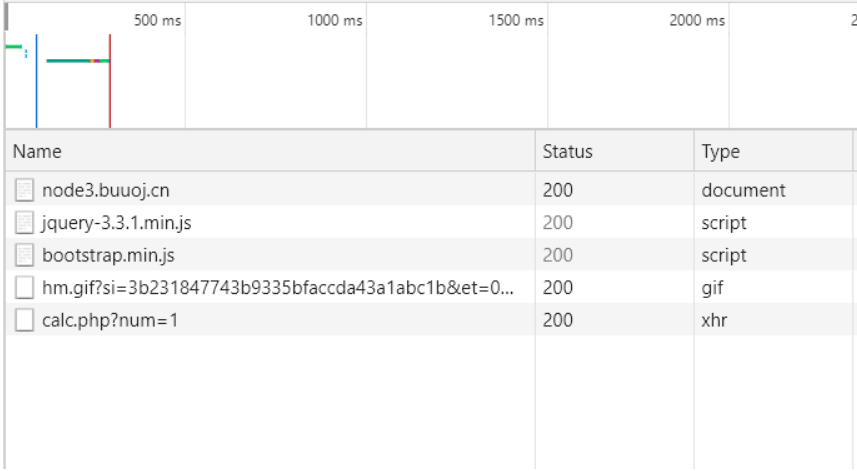 500 ms 1000 ms 1500 ms 2000 ms 2
Name Status Type
node3.buuoj.cn 200 document
jquery-3.3.1.min.js 200 script
bootstrap.min.js 200 script
hm.gif?si=3b231847743b9335bfaccda43a1abc1b&et=0... 200 gif
calc.php?num=1 200 xhr